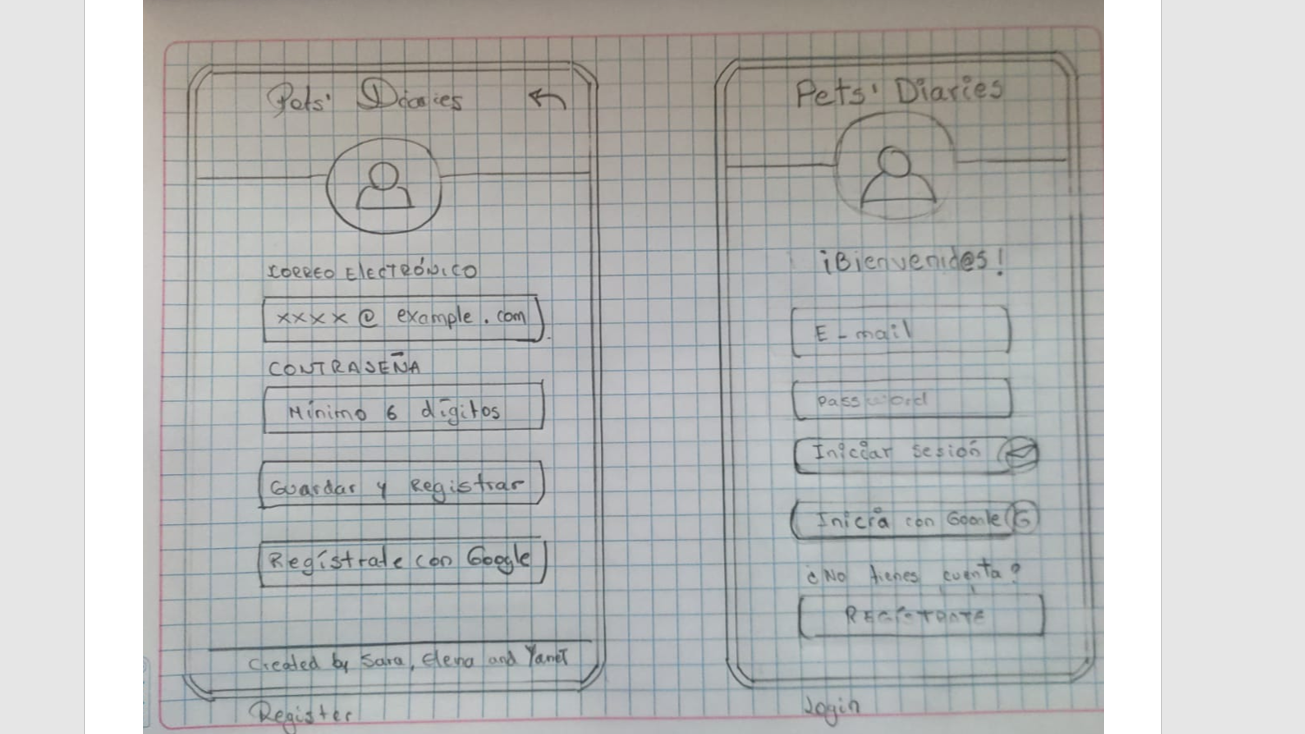 Pets' Diaries
CORREO ElecTRÓNICO
xxxx@example.com
CONTRASEÑA
Mínimo 6 dígitos
Guardar y Registrar
Regístrate con Google
Created by Sara, Elena and Yanet
Register
Pets' Diaries
¡Bienvenid@s!
E-mail
password
Iniciar sesión
Inicia con Google G
¿No tienes cuenta?
REGÍSTRATE
Login